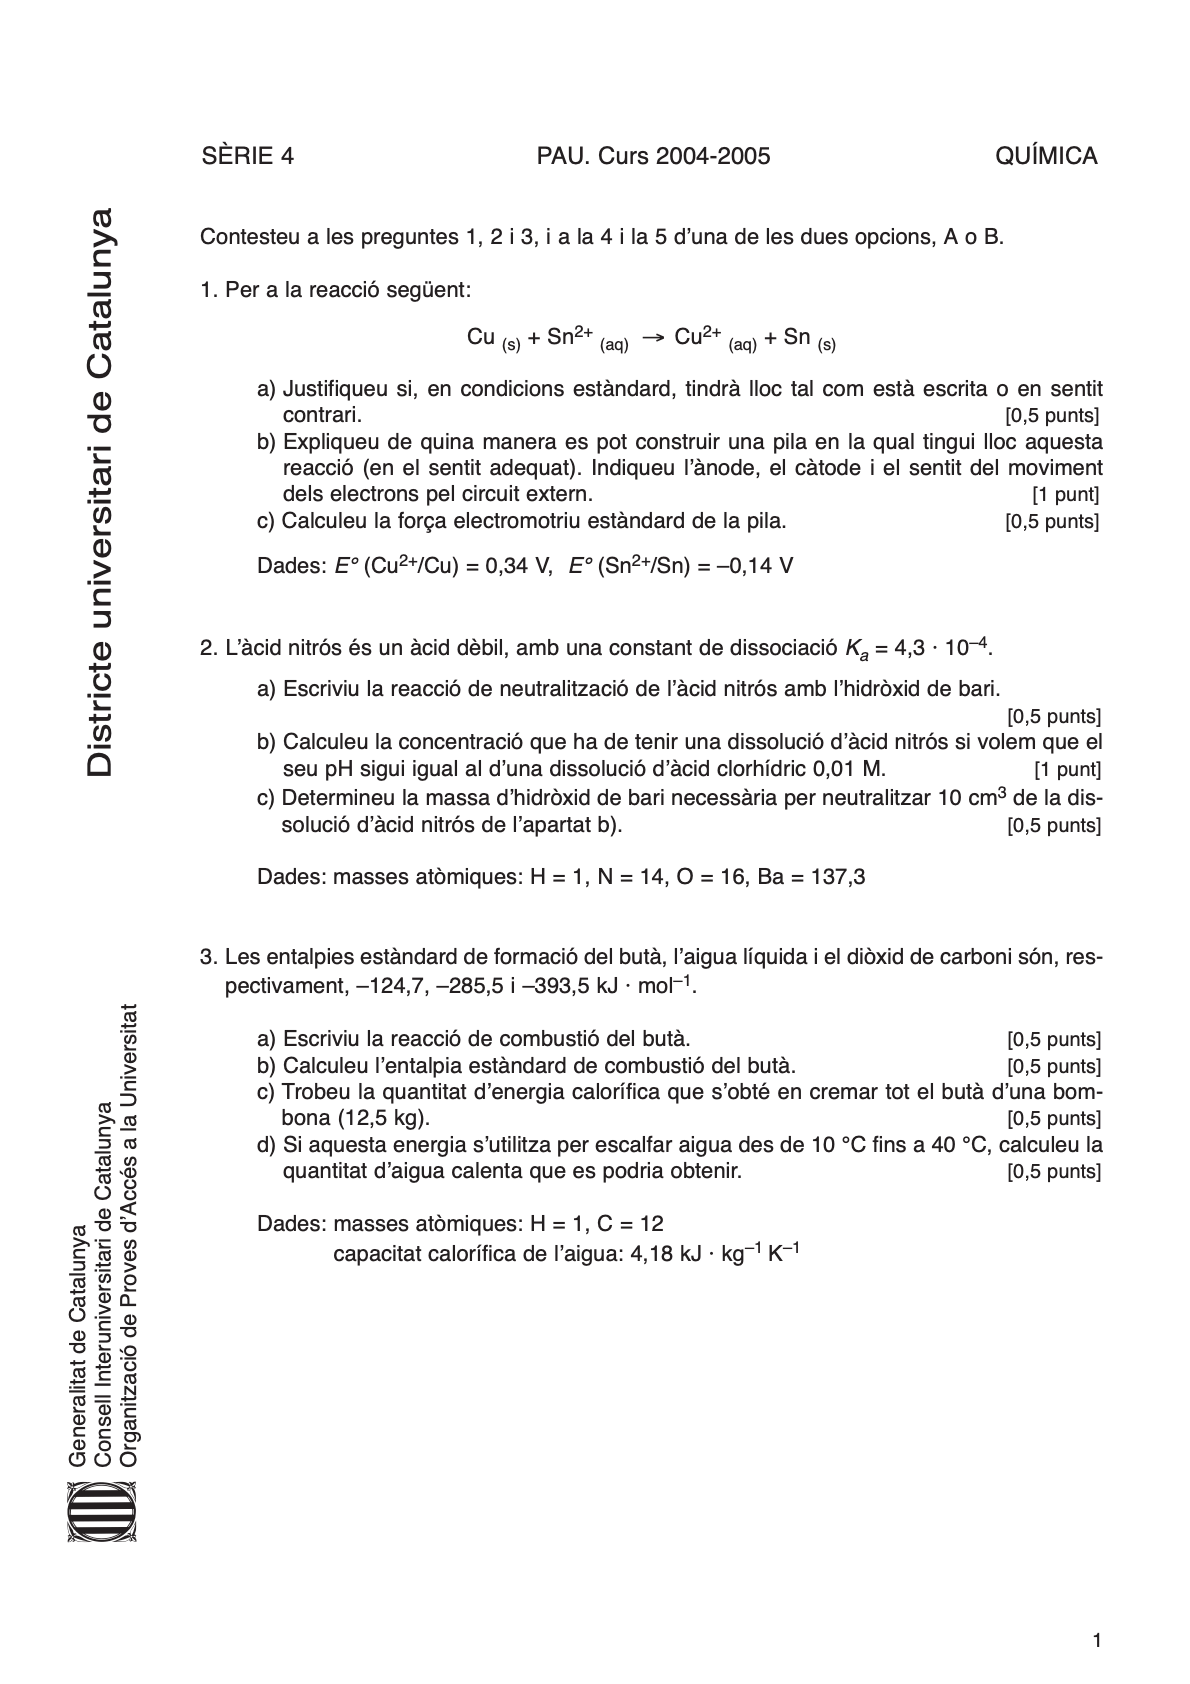 SÈRIE 4 PAU. Curs 2004-2005 QUÍMICA
Districte universitari de Catalunya
Contesteu a les preguntes 1, 2 i 3, i a la 4 i la 5 d’una de les dues opcions, A o B.
1. Per a la reacció següent:
Cu (s) + Sn2+ (aq) → Cu2+ (aq) + Sn (s)
a) Justifiqueu si, en condicions estàndard, tindrà lloc tal com està escrita o en sentit
contrari. [0,5 punts]
b) Expliqueu de quina manera es pot construir una pila en la qual tingui lloc aquesta
reacció (en el sentit adequat). Indiqueu l’ànode, el càtode i el sentit del moviment
dels electrons pel circuit extern. [1 punt]
c) Calculeu la força electromotriu estàndard de la pila. [0,5 punts]
Dades: E° (Cu2+/Cu) = 0,34 V, E° (Sn2+/Sn) = –0,14 V
2. L’àcid nitrós és un àcid dèbil, amb una constant de dissociació Ka = 4,3 · 10–4.
a) Escriviu la reacció de neutralització de l’àcid nitrós amb l’hidròxid de bari.
[0,5 punts]
b) Calculeu la concentració que ha de tenir una dissolució d’àcid nitrós si volem que el
seu pH sigui igual al d’una dissolució d’àcid clorhídric 0,01 M. [1 punt]
c) Determineu la massa d’hidròxid de bari necessària per neutralitzar 10 cm3 de la dis-
solució d’àcid nitrós de l’apartat b). [0,5 punts]
Dades: masses atòmiques: H = 1, N = 14, O = 16, Ba = 137,3
3. Les entalpies estàndard de formació del butà, l’aigua líquida i el diòxid de carboni són, res-
pectivament, –124,7, –285,5 i –393,5 kJ · mol–1.
a) Escriviu la reacció de combustió del butà. [0,5 punts]
b) Calculeu l’entalpia estàndard de combustió del butà. [0,5 punts]
c) Trobeu la quantitat d’energia calorífica que s’obté en cremar tot el butà d’una bom-
bona (12,5 kg). [0,5 punts]
d) Si aquesta energia s’utilitza per escalfar aigua des de 10 °C fins a 40 °C, calculeu la
quantitat d’aigua calenta que es podria obtenir. [0,5 punts]
Dades: masses atòmiques: H = 1, C = 12
capacitat calorífica de l’aigua: 4,18 kJ · kg–1 K–1
Generalitat de Catalunya
Consell Interuniversitari de Catalunya
Organització de Proves d’Accés a la Universitat
1